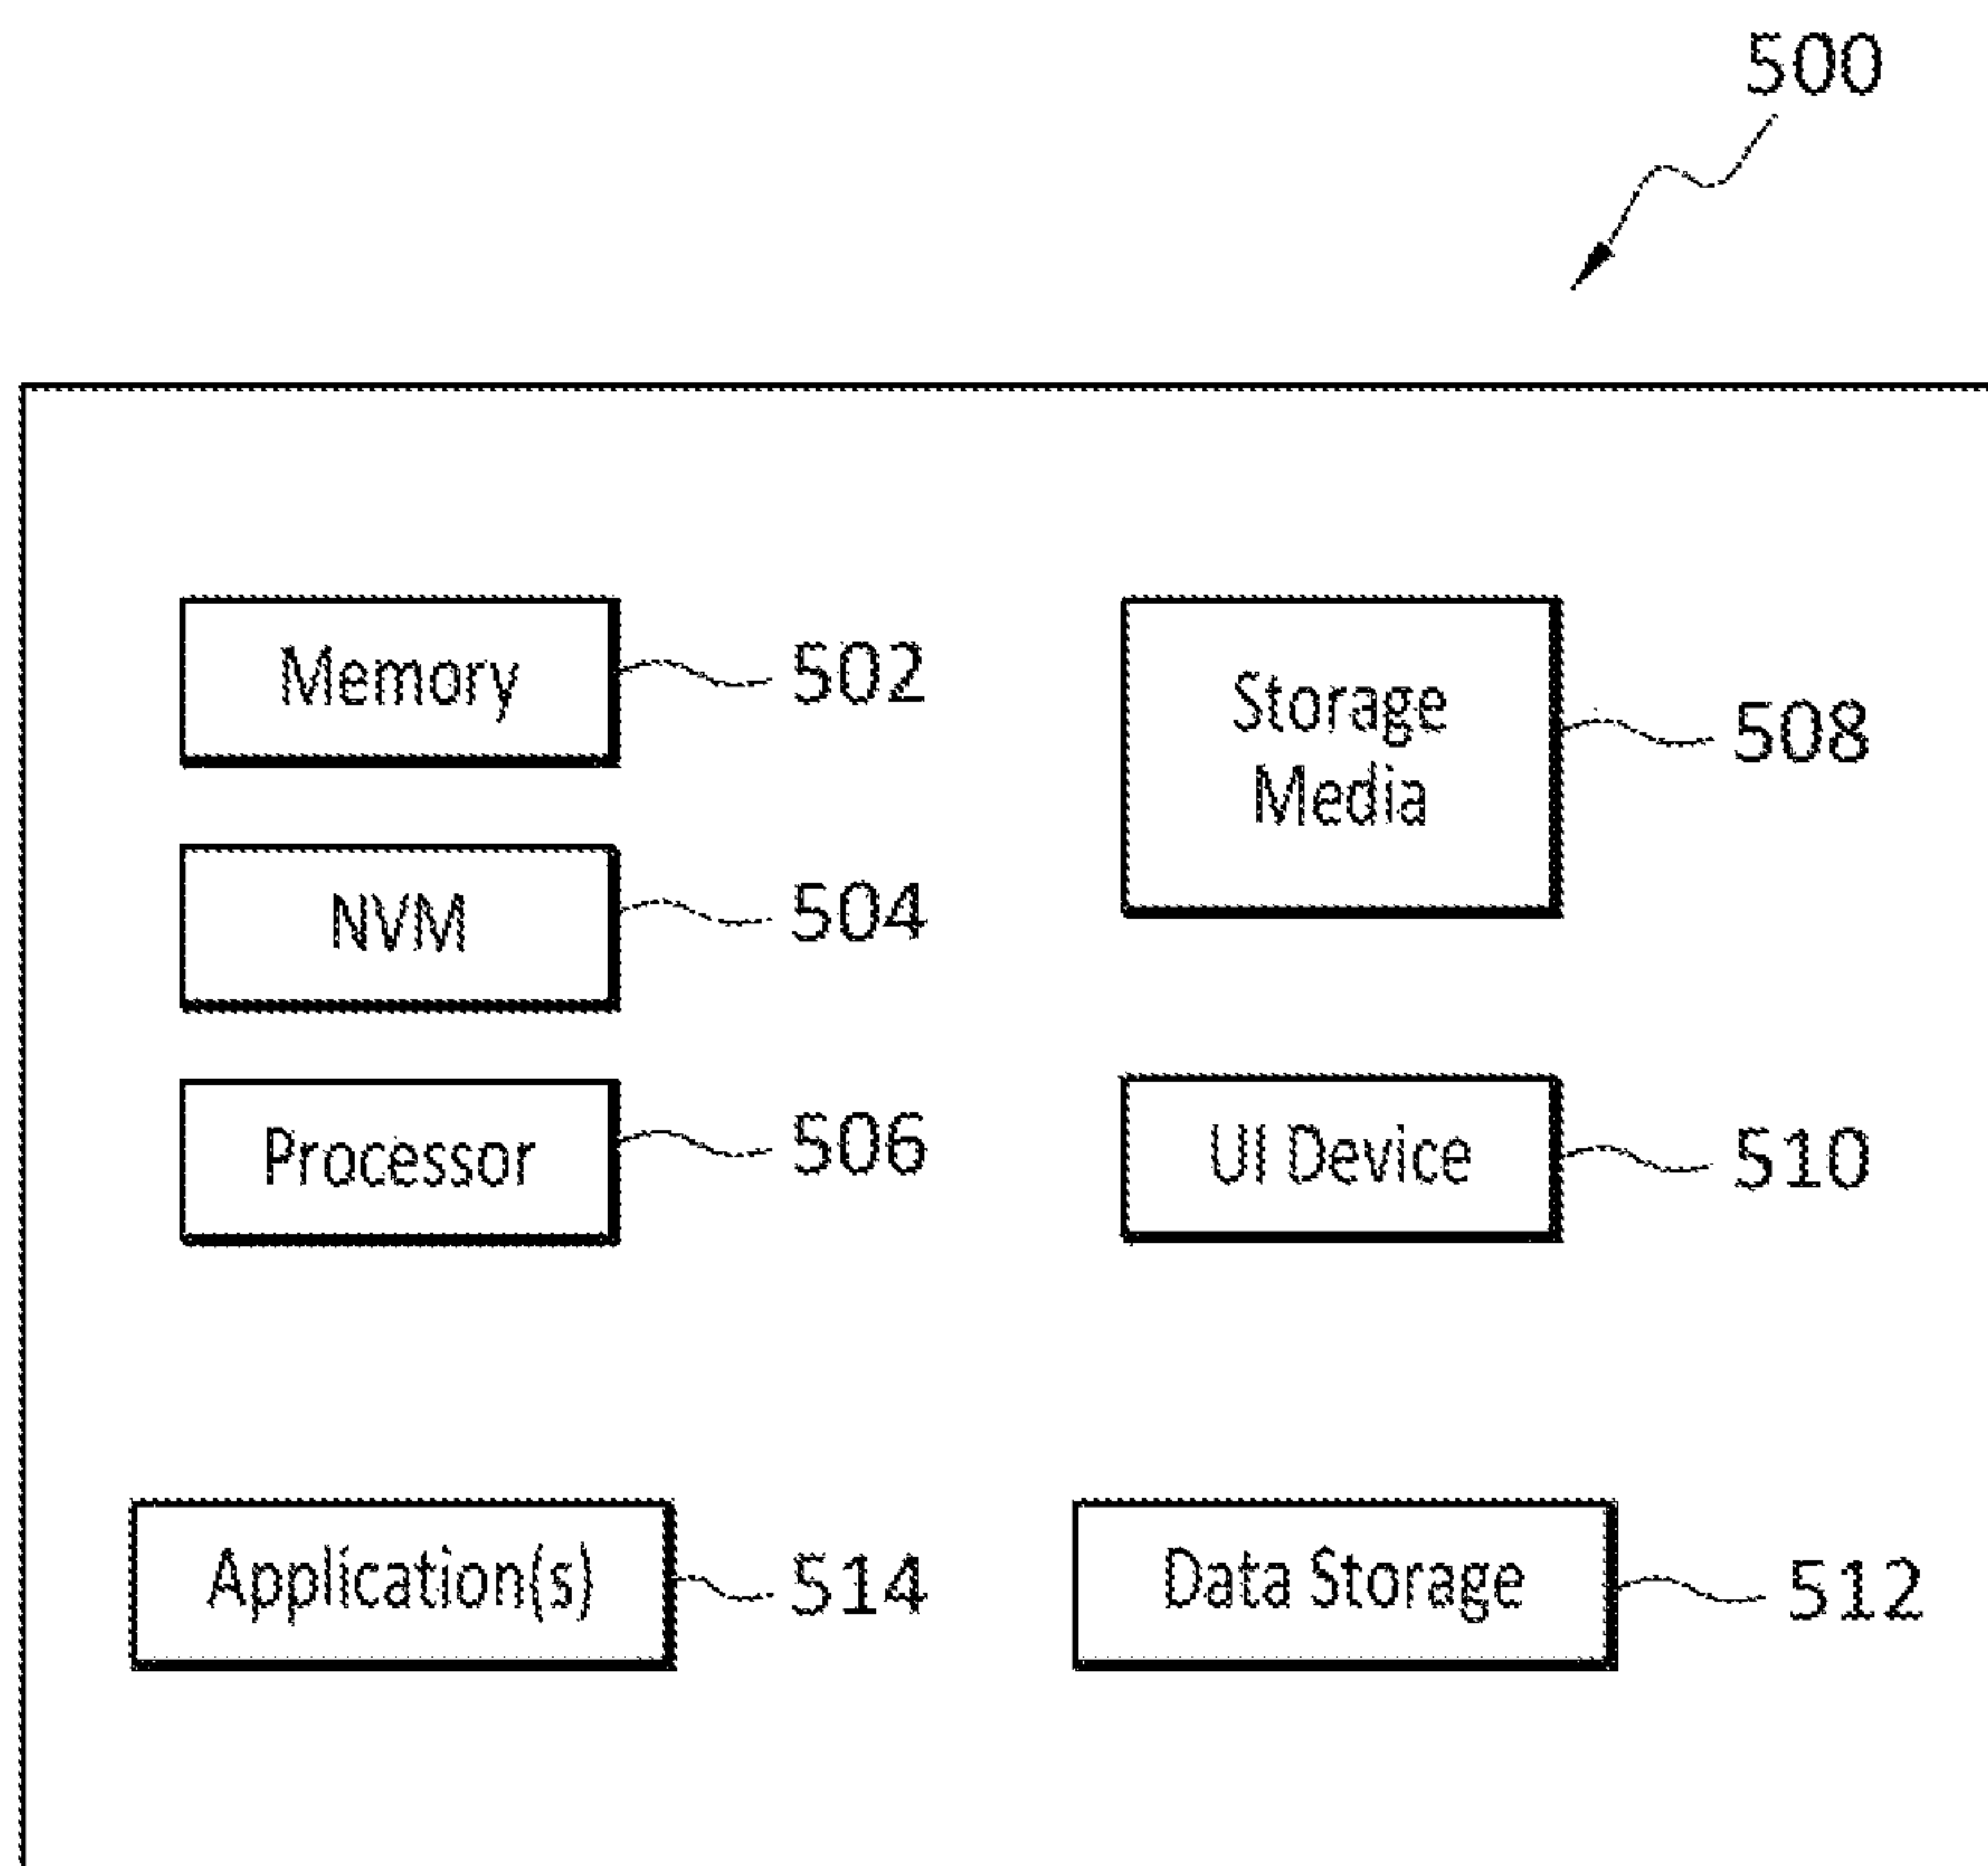 500
Memory
502
Storage
Media
508
NVM
504
Processor
506
UI Device
510
Application(s)
514
Data Storage
512